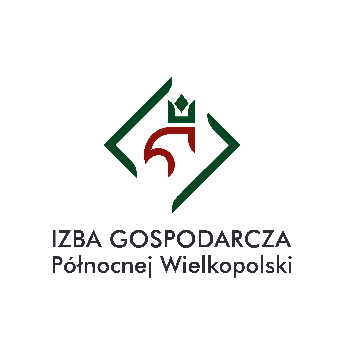 IZBA GOSPODARCZA
Północnej Wielkopolski